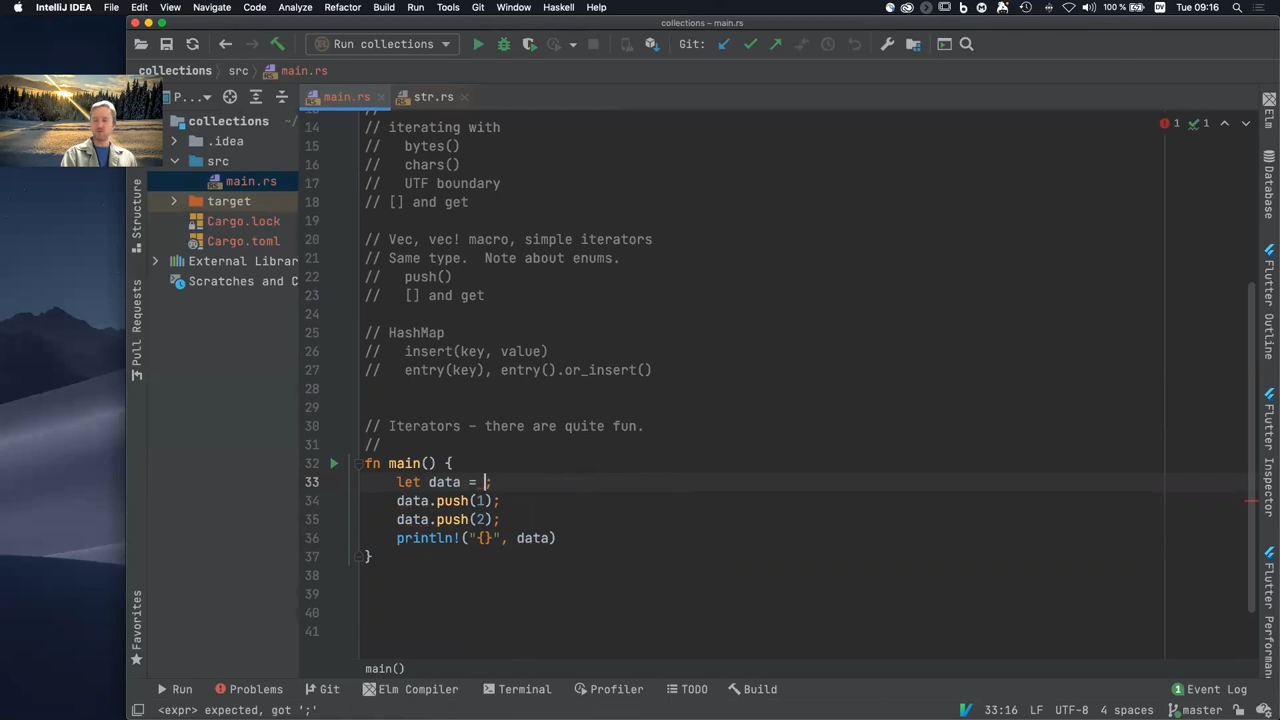 IntelliJ IDEA File Edit View Navigate Code Analyze Refactor Build Run Tools Git Window Haskell Help 100 % DV Tue 09:16
collections – main.rs
Run collections Git:
collections src main.rs
P... main.rs str.rs
collections
.idea
src
main.rs
target
Cargo.lock
Cargo.toml
External Librar
Scratches and C
Structure
Pull Requests
Favorites
1 1
14 // iterating with
15 // bytes()
16 // chars()
17 // UTF boundary
18 // [] and get
19
20 // Vec, vec! macro, simple iterators
21 // Same type. Note about enums.
22 // push()
23 // [] and get
24
25 // HashMap
26 // insert(key, value)
27 // entry(key), entry().or_insert()
28
29
30 // Iterators - there are quite fun.
31 //
32 fn main() {
33 let data = ;
34 data.push(1);
35 data.push(2);
36 println!("{}", data)
37 }
38
39
40
41
main()
Elm
Database
Flutter Outline
Flutter Inspector
Flutter Performa
Run Problems Git Elm Compiler Terminal Profiler TODO Build 1 Event Log
<expr> expected, got ';' 33:16 LF UTF-8 4 spaces master